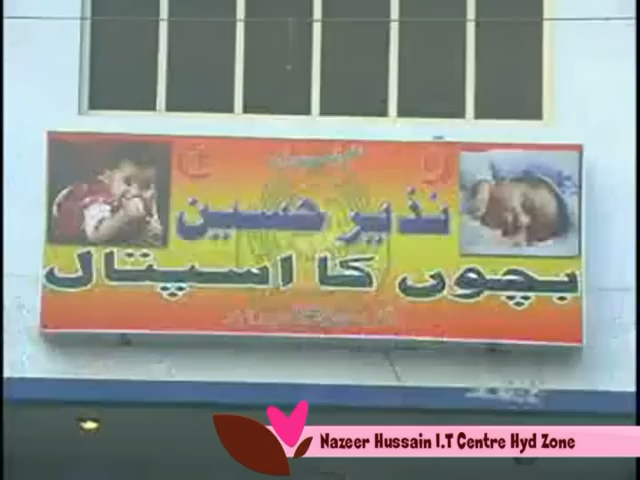 نذیر حسین
بچوں کا اسپتال
Nazeer Hussain I.T Centre Hyd Zone